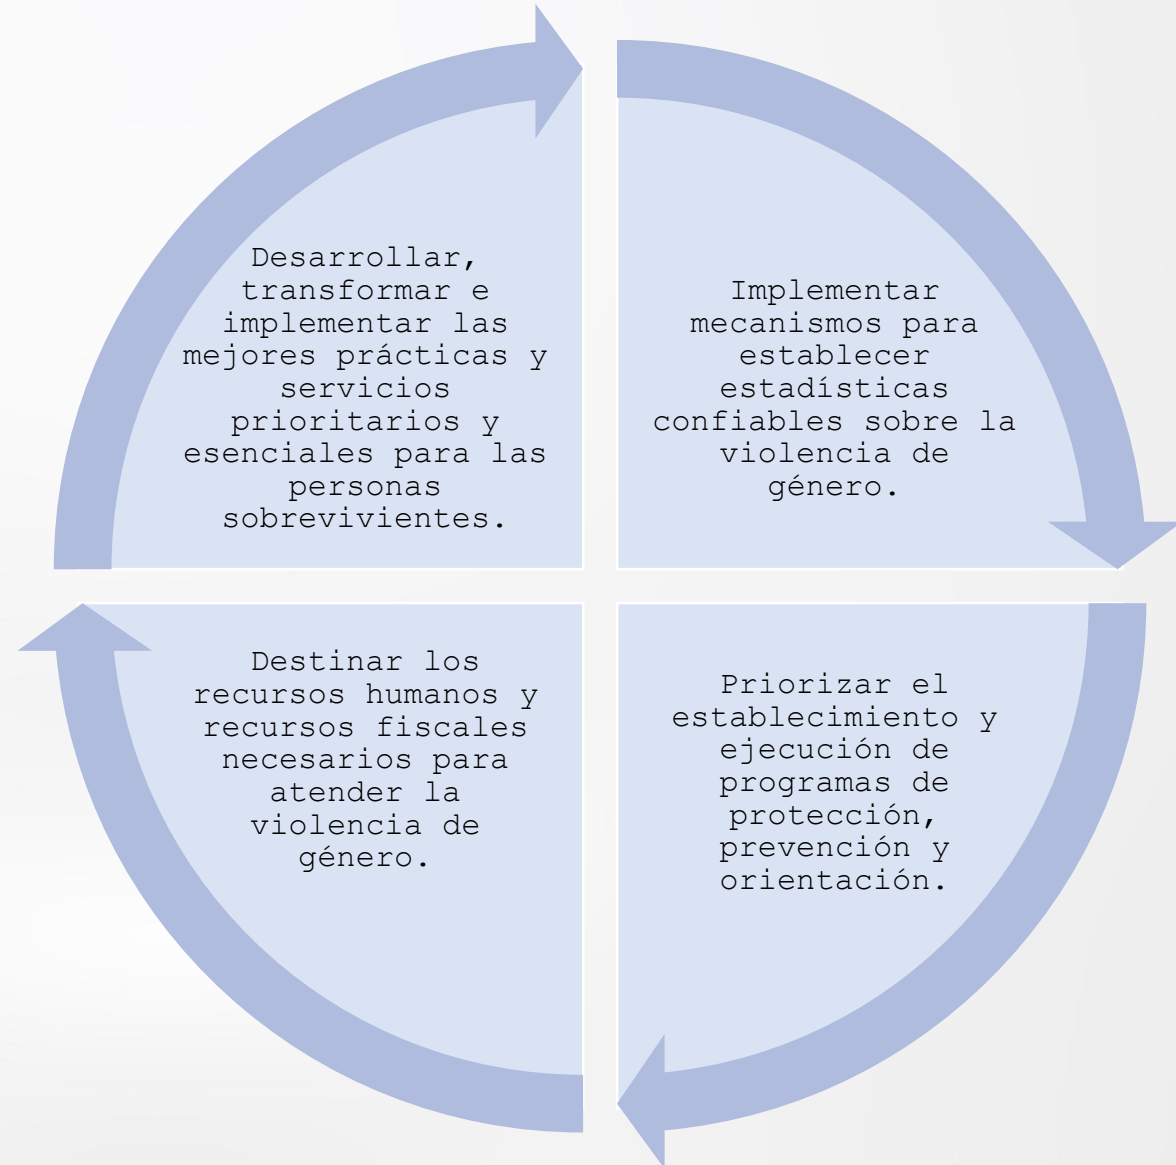 Desarrollar,
transformar e
implementar las
mejores prácticas y
servicios
prioritarios y
esenciales para las
personas
sobrevivientes.
Implementar
mecanismos para
establecer
estadísticas
confiables sobre la
violencia de
género.
Destinar los
recursos humanos y
recursos fiscales
necesarios para
atender la
violencia de
género.
Priorizar el
establecimiento y
ejecución de
programas de
protección,
prevención y
orientación.